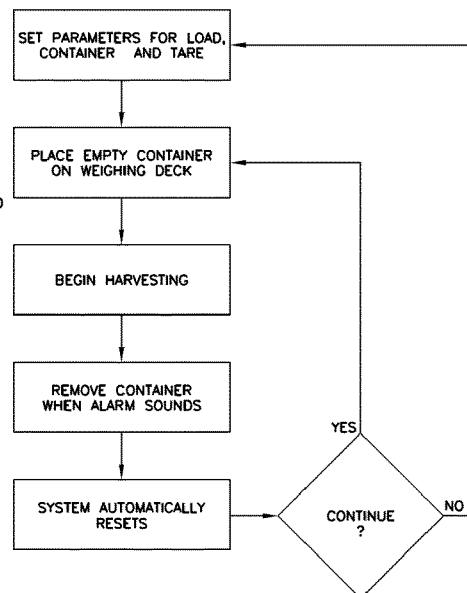 SET PARAMETERS FOR LOAD,
CONTAINER AND TARE
PLACE EMPTY CONTAINER
ON WEIGHING DECK
BEGIN HARVESTING
REMOVE CONTAINER
WHEN ALARM SOUNDS
SYSTEM AUTOMATICALLY
RESETS
YES
CONTINUE
?
NO